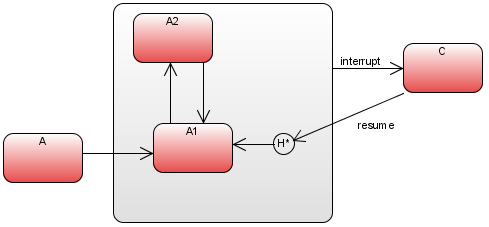 A2
C
interrupt
A1
resume
H*
A